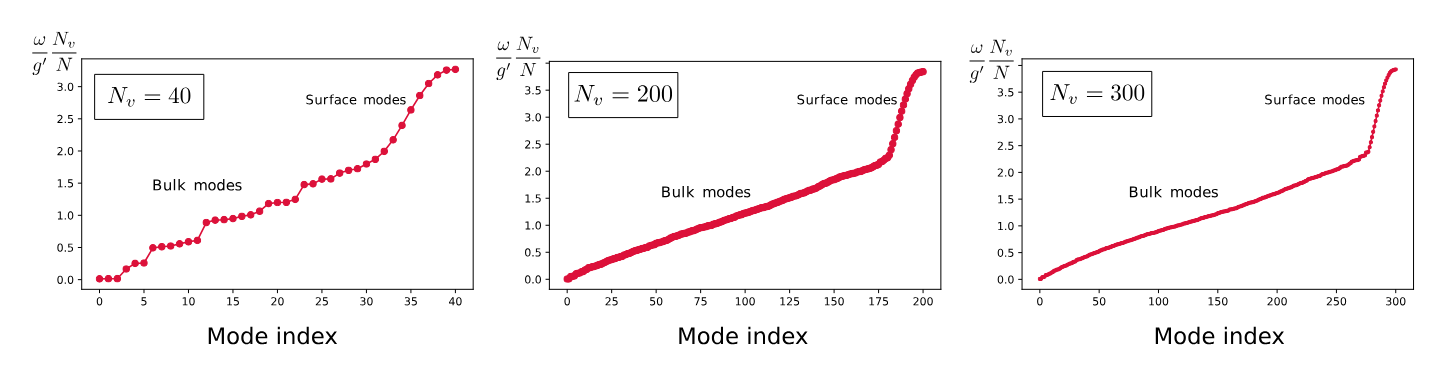 ω/g′ N_v/N
N_v = 40
Surface modes
Bulk modes
3.0
2.5
2.0
1.5
1.0
0.5
0.0
0 5 10 15 20 25 30 35 40
Mode index
ω/g′ N_v/N
N_v = 200
Surface modes
Bulk modes
3.5
3.0
2.5
2.0
1.5
1.0
0.5
0.0
0 25 50 75 100 125 150 175 200
Mode index
ω/g′ N_v/N
N_v = 300
Surface modes
Bulk modes
3.5
3.0
2.5
2.0
1.5
1.0
0.5
0.0
0 50 100 150 200 250 300
Mode index